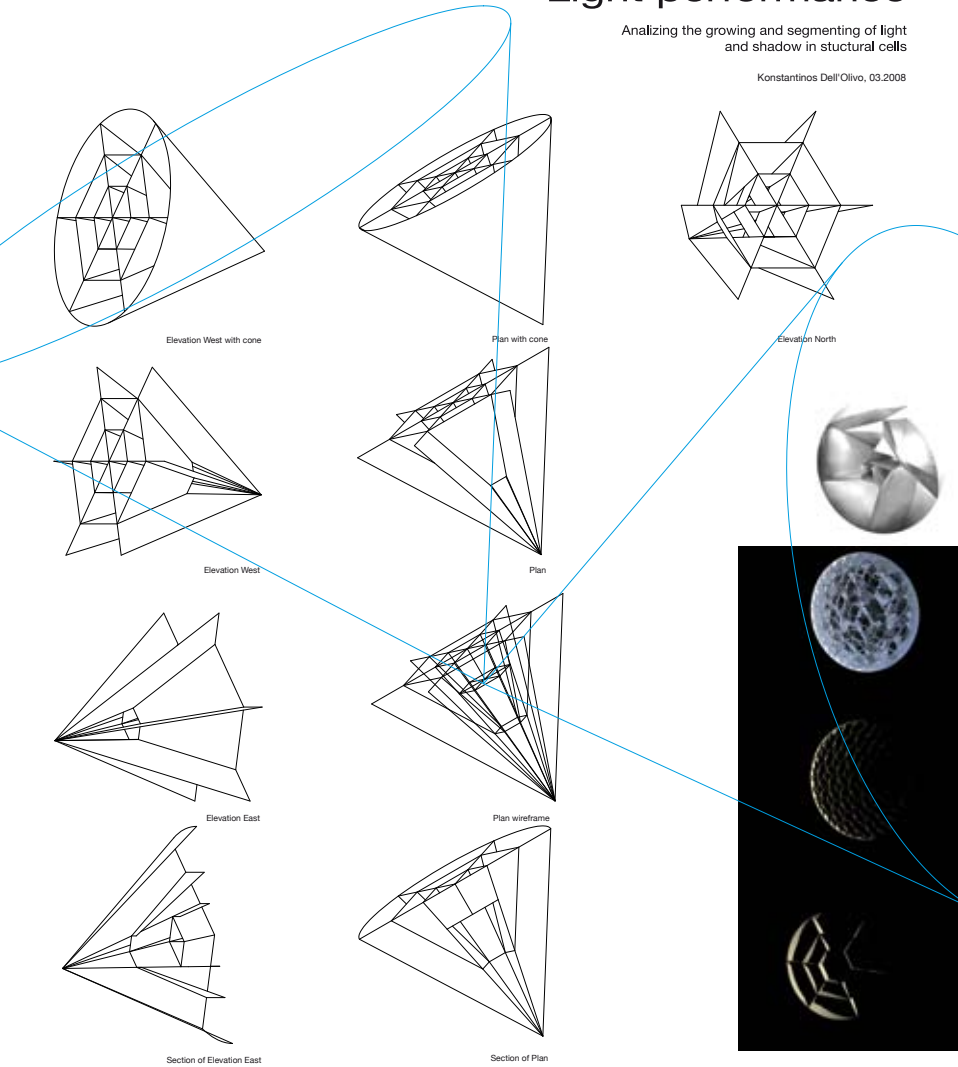 Light performance
Analizing the growing and segmenting of light
and shadow in stuctural cells
Konstantinos Dell'Olivo, 03.2008
Elevation West with cone
Plan with cone
Elevation North
Elevation West
Plan
Elevation East
Plan wireframe
Section of Elevation East
Section of Plan